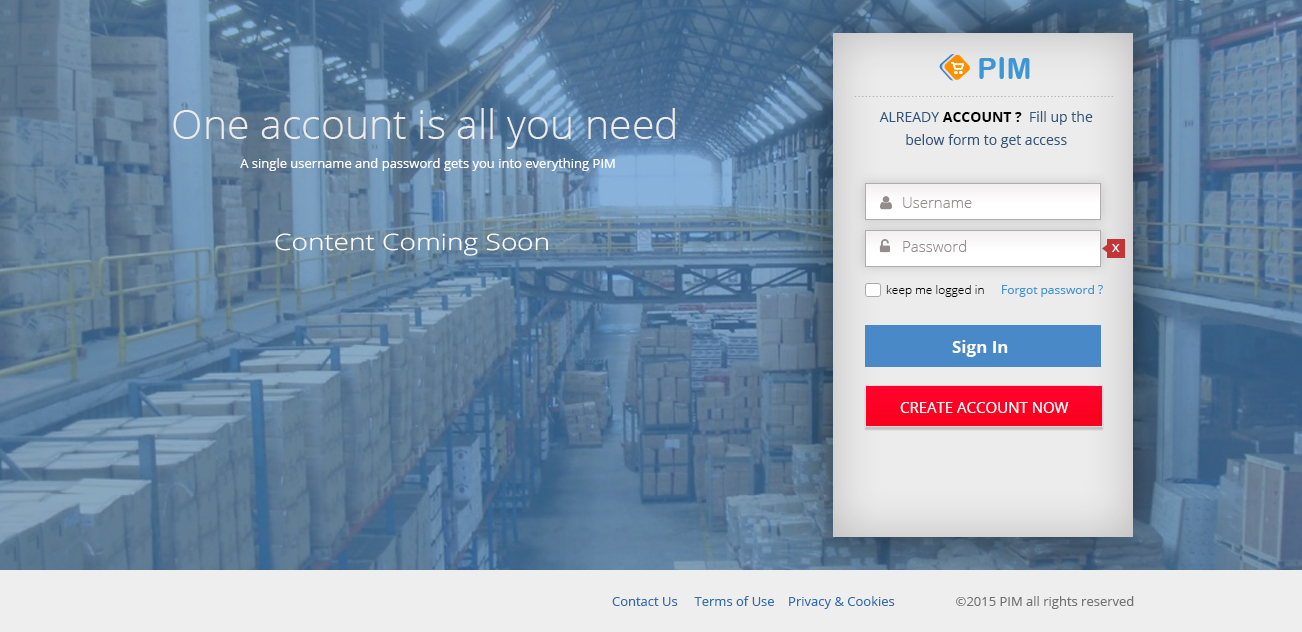 One account is all you need
A single username and password gets you into everything PIM
Content Coming Soon
PIM
ALREADY ACCOUNT ? Fill up the
below form to get access
Username
Password
X
keep me logged in Forgot password ?
Sign In
CREATE ACCOUNT NOW
Contact Us Terms of Use Privacy & Cookies ©2015 PIM all rights reserved